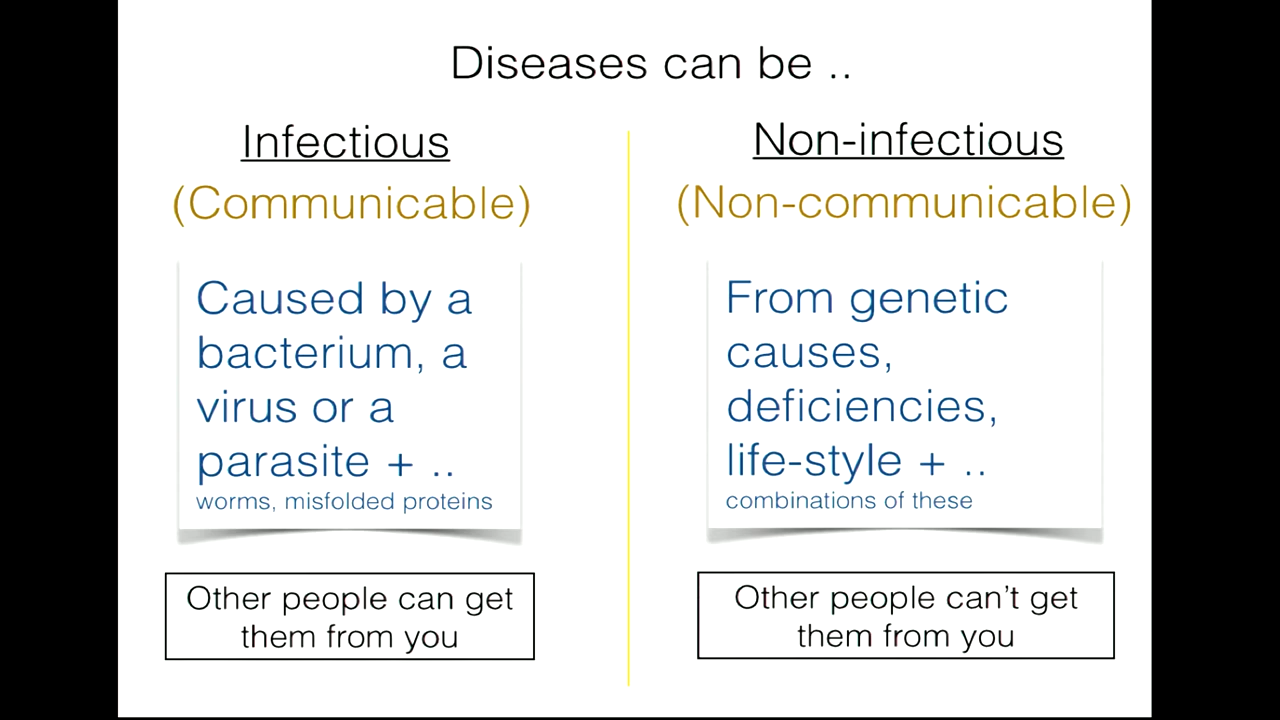 Diseases can be ..
Infectious
(Communicable)
Caused by a
bacterium, a
virus or a
parasite + ..
worms, misfolded proteins
Other people can get
them from you
Non-infectious
(Non-communicable)
From genetic
causes,
deficiencies,
life-style + ..
combinations of these
Other people can't get
them from you